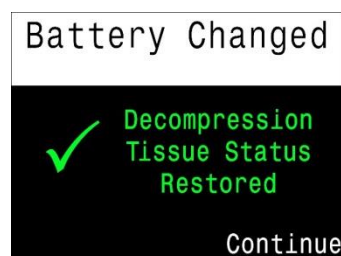 Battery Changed
Decompression
Tissue Status
Restored
Continue